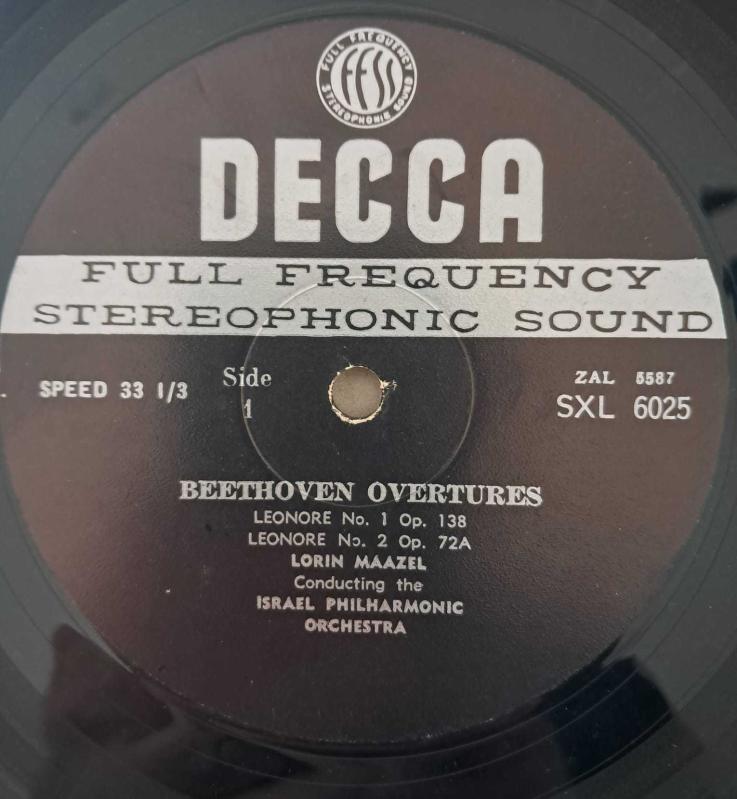 FULL FREQUENCY
FFSS
STEREOPHONIC SOUND
DECCA
FULL FREQUENCY
STEREOPHONIC SOUND
SPEED 33 1/3
Side
1
ZAL 5587
SXL 6025
BEETHOVEN OVERTURES
LEONORE No. 1 Op. 138
LEONORE No. 2 Op. 72A
LORIN MAAZEL
Conducting the
ISRAEL PHILHARMONIC
ORCHESTRA